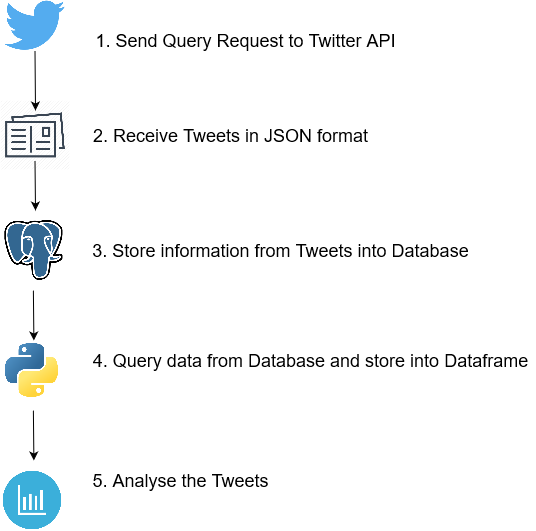 1. Send Query Request to Twitter API
2. Receive Tweets in JSON format
3. Store information from Tweets into Database
4. Query data from Database and store into Dataframe
5. Analyse the Tweets